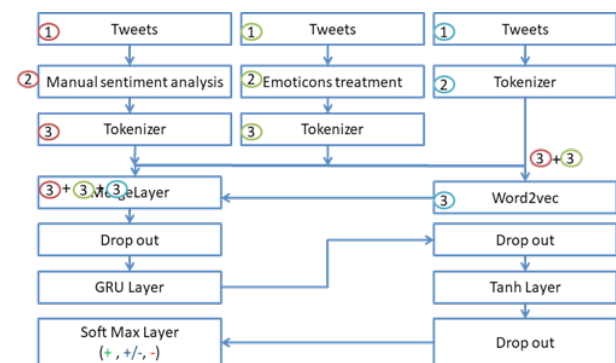 1 Tweets
1 Tweets
1 Tweets
2 Manual sentiment analysis
2 Emoticons treatment
2 Tokenizer
3 Tokenizer
3 Tokenizer
3+3
3+3+3 MergeLayer
3 Word2vec
Drop out
Drop out
GRU Layer
Tanh Layer
Soft Max Layer
(+ , +/-, -)
Drop out